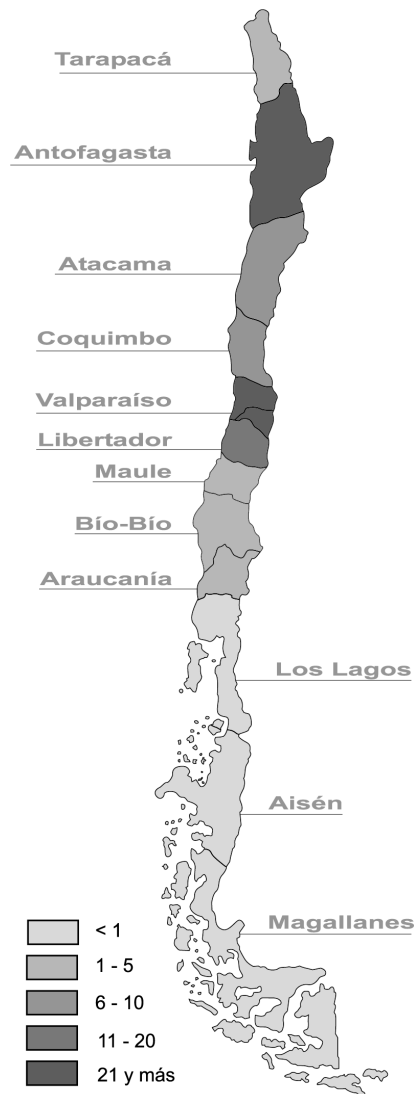 Tarapacá
Antofagasta
Atacama
Coquimbo
Valparaíso
Libertador
Maule
Bío-Bío
Araucanía
Los Lagos
Aisén
Magallanes
< 1
1 - 5
6 - 10
11 - 20
21 y más